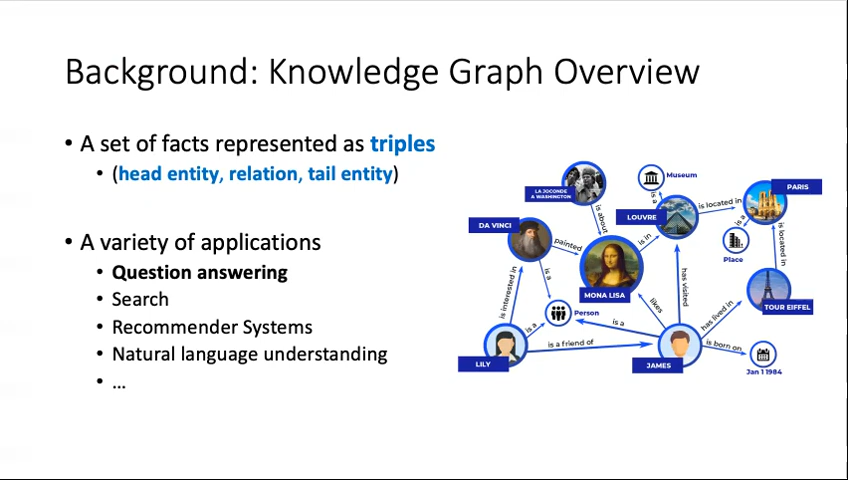 Background: Knowledge Graph Overview
• A set of facts represented as triples
• (head entity, relation, tail entity)
• A variety of applications
• Question answering
• Search
• Recommender Systems
• Natural language understanding
• ...
LA JOCONDE
A WASHINGTON
Museum
PARIS
is a
is located in
LOUVRE
DA VINCI
is about
painted
is in
is a
Place
is located in
MONA LISA
is a
is interested in
has visited
TOUR EIFFEL
likes
has lived in
Person
is a
is a
LILY
is a friend of
JAMES
is born on
Jan 1 1984